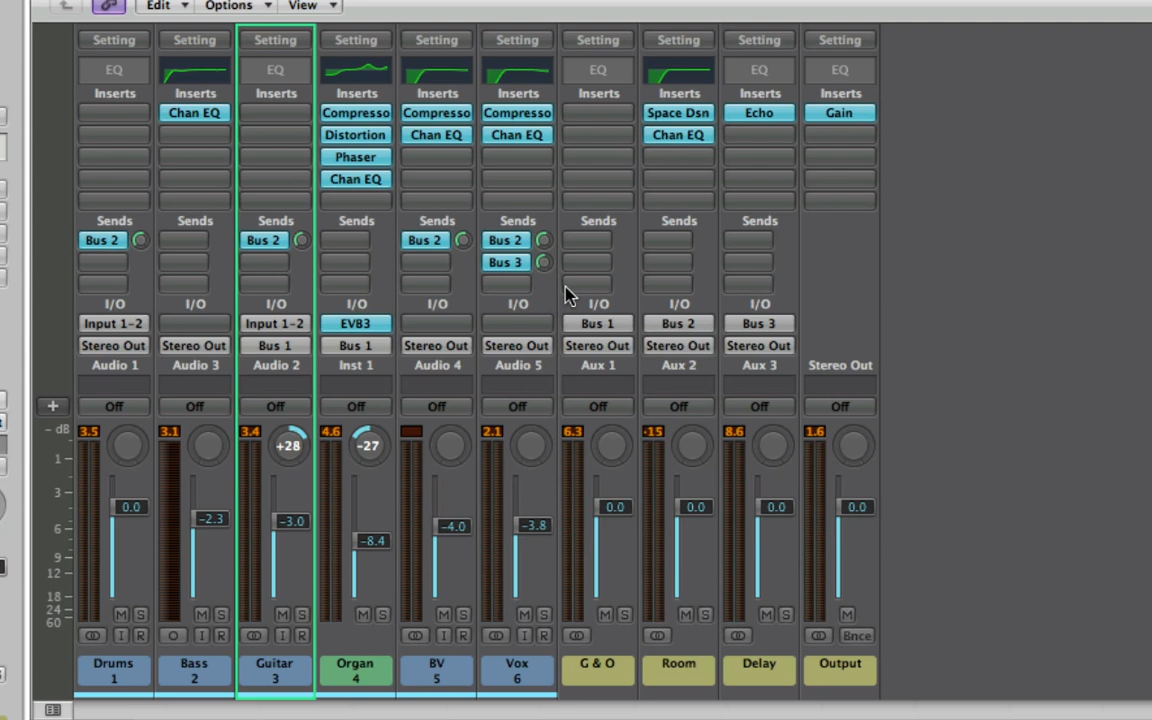 Edit Options View
Setting Setting Setting Setting Setting Setting Setting Setting Setting Setting
EQ EQ EQ EQ EQ
Inserts Inserts Inserts Inserts Inserts Inserts Inserts Inserts Inserts Inserts
Chan EQ Compresso Compresso Compresso Space Dsn Echo Gain
Distortion Chan EQ Chan EQ Chan EQ
Phaser
Chan EQ
Sends Sends Sends Sends Sends Sends Sends Sends Sends
Bus 2 Bus 2 Bus 2 Bus 2
Bus 3
I/O I/O I/O I/O I/O I/O I/O I/O I/O
Input 1-2 Input 1-2 EVB3 Bus 1 Bus 2 Bus 3
Stereo Out Stereo Out Bus 1 Bus 1 Stereo Out Stereo Out Stereo Out Stereo Out Stereo Out
Audio 1 Audio 3 Audio 2 Inst 1 Audio 4 Audio 5 Aux 1 Aux 2 Aux 3 Stereo Out
+ Off Off Off Off Off Off Off Off Off Off
- dB 3.5 3.1 3.4 4.6 2.1 6.3 -15 8.6 1.6
+28 -27
1
3
0.0 -2.3 -3.0 -8.4 -4.0 -3.8 0.0 0.0 0.0 0.0
6
9
12
18
24 M S M S M S M S M S M S M S M S M S M
60 I R I R I R I R I R Bnce
Drums Bass Guitar Organ BV Vox G & O Room Delay Output
1 2 3 4 5 6